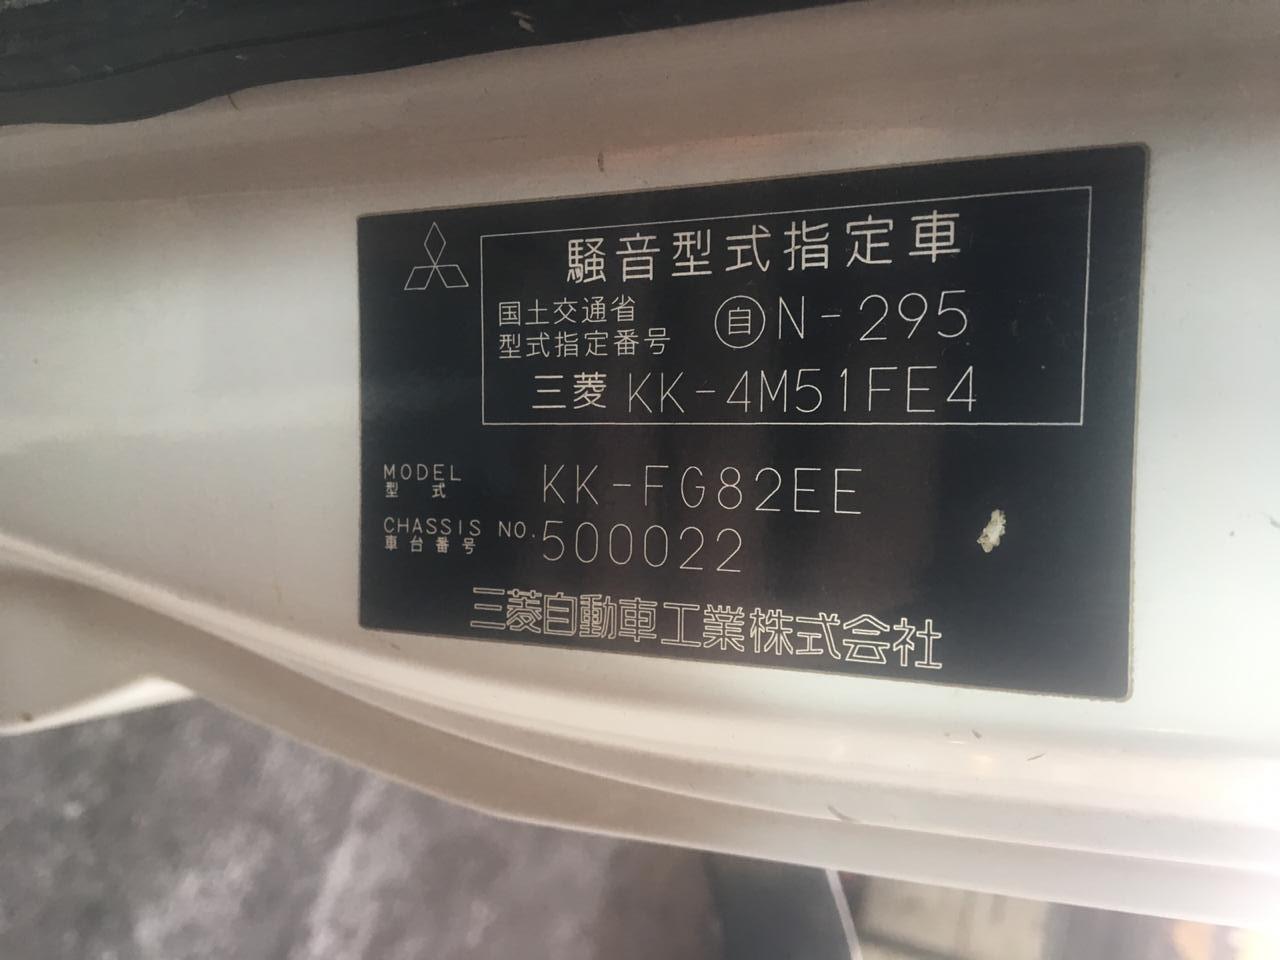 騒音型式指定車
国土交通省
型式指定番号 自N-295
三菱 KK-4M51FE4
MODEL
型式 KK-FG82EE
CHASSIS NO.
車台番号 500022
三菱自動車工業株式会社